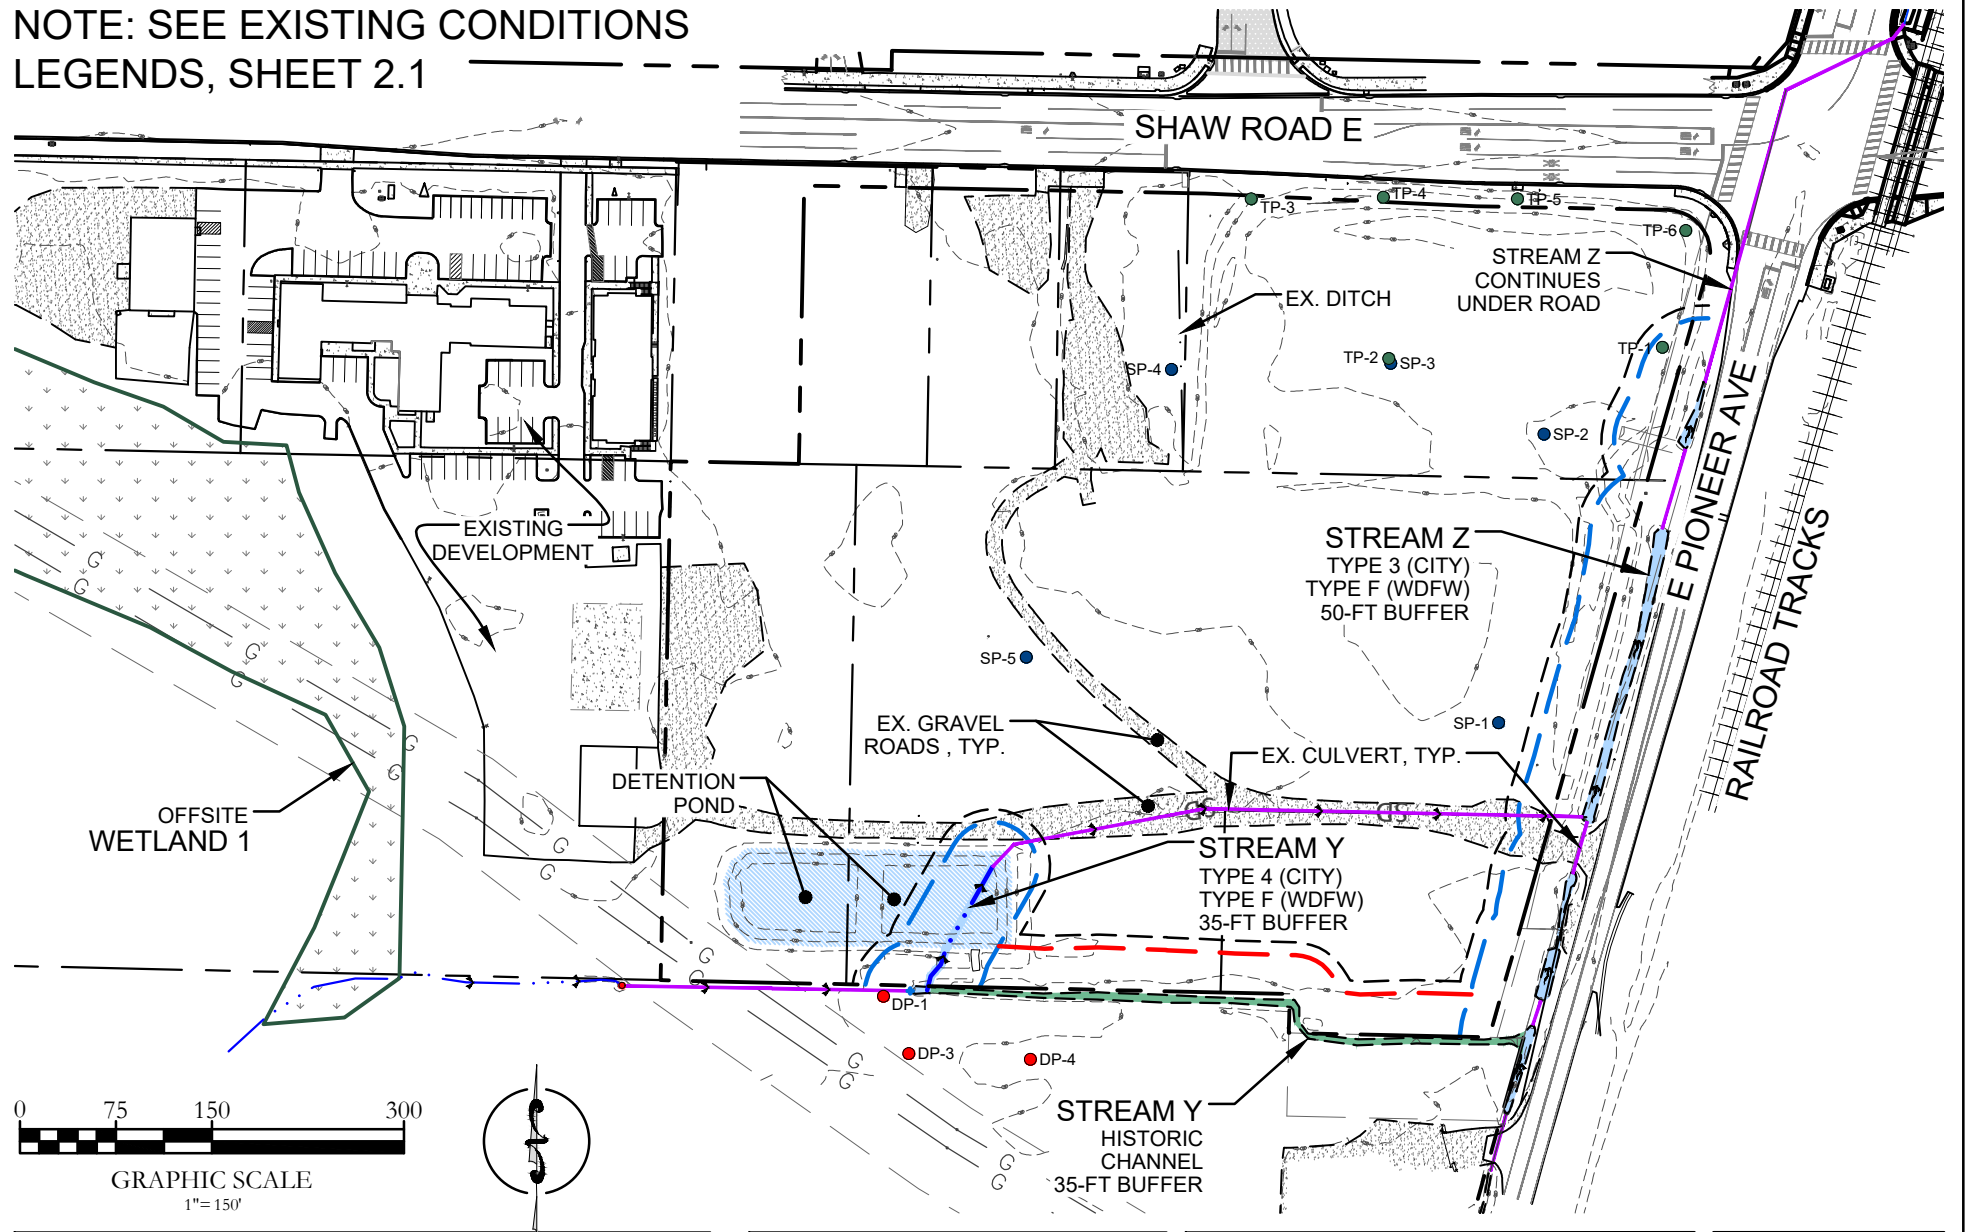 NOTE: SEE EXISTING CONDITIONS
LEGENDS, SHEET 2.1
SHAW ROAD E
TP-3
TP-4
TP-5
TP-6
STREAM Z
CONTINUES
UNDER ROAD
EX. DITCH
TP-1
TP-2
SP-3
SP-4
SP-2
E PIONEER AVE
EXISTING
DEVELOPMENT
STREAM Z
TYPE 3 (CITY)
TYPE F (WDFW)
50-FT BUFFER
RAILROAD TRACKS
G
G
G
G
SP-5
SP-1
EX. GRAVEL
ROADS , TYP.
EX. CULVERT, TYP.
G
G
DETENTION
POND
GS
GS
OFFSITE
WETLAND 1
STREAM Y
TYPE 4 (CITY)
TYPE F (WDFW)
35-FT BUFFER
G
G
G
G
DP-1
DP-3
DP-4
G
G
STREAM Y
HISTORIC
CHANNEL
35-FT BUFFER
G
G
0 75 150 300
GRAPHIC SCALE
1"=150'